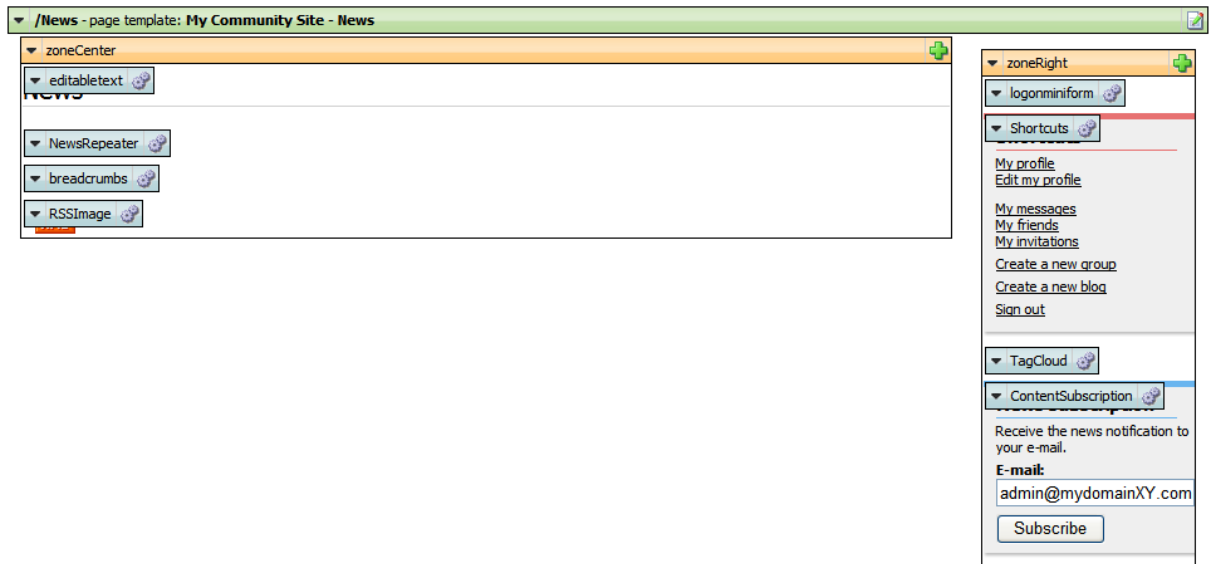 /News - page template: My Community Site - News
zoneCenter
editabletext
NewsRepeater
breadcrumbs
RSSImage
zoneRight
logonminiform
Shortcuts
My profile
Edit my profile
My messages
My friends
My invitations
Create a new group
Create a new blog
Sign out
TagCloud
ContentSubscription
Receive the news notification to
your e-mail.
E-mail:
admin@mydomainXY.com
Subscribe